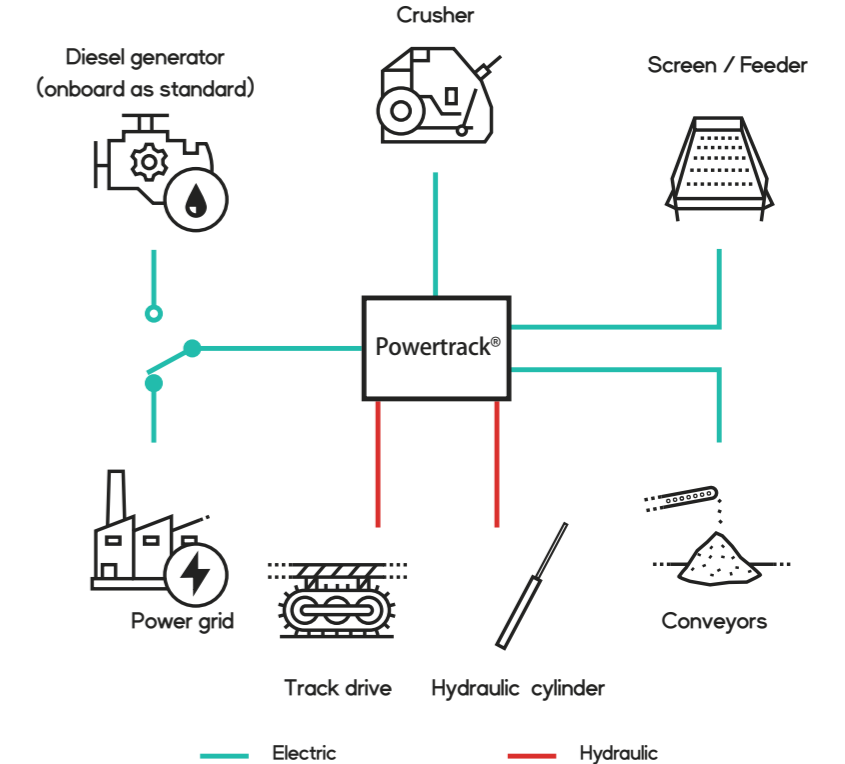 Crusher
Diesel generator
(onboard as standard)
Screen / Feeder
Powertrack®
Power grid
Conveyors
Track drive
Hydraulic cylinder
Electric
Hydraulic